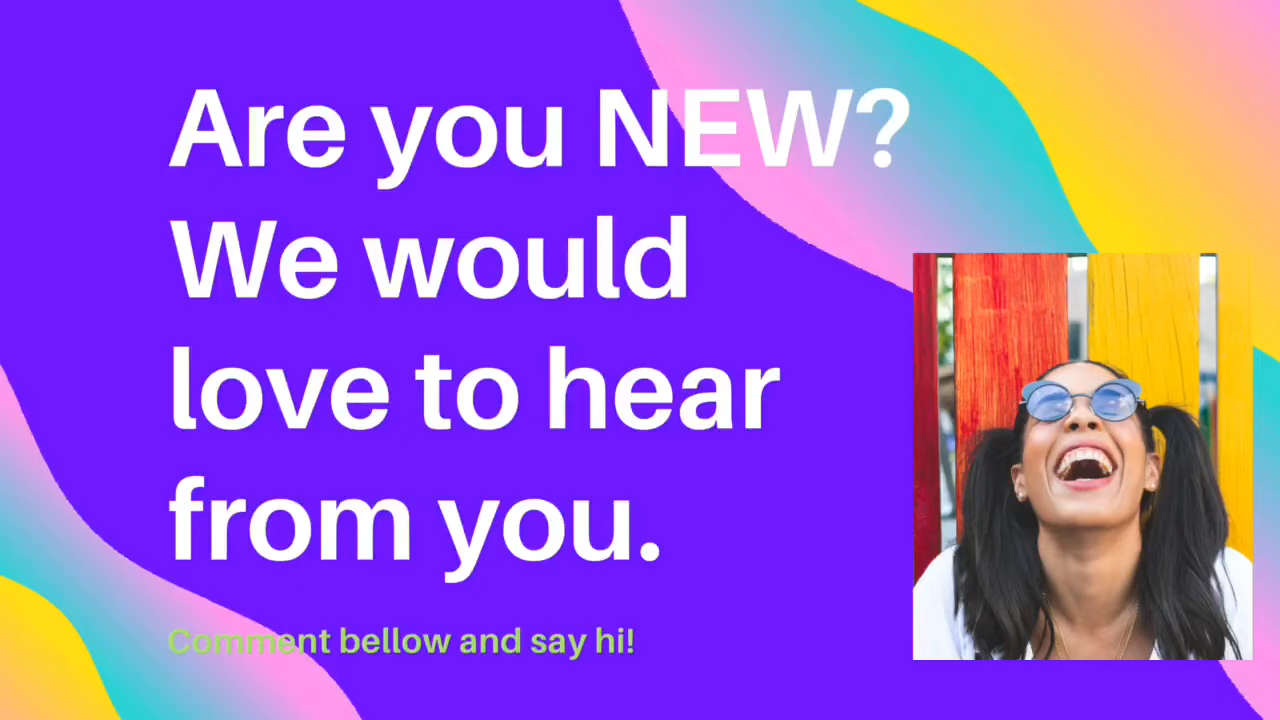 Are you NEW?
We would
love to hear
from you.
Comment bellow and say hi!